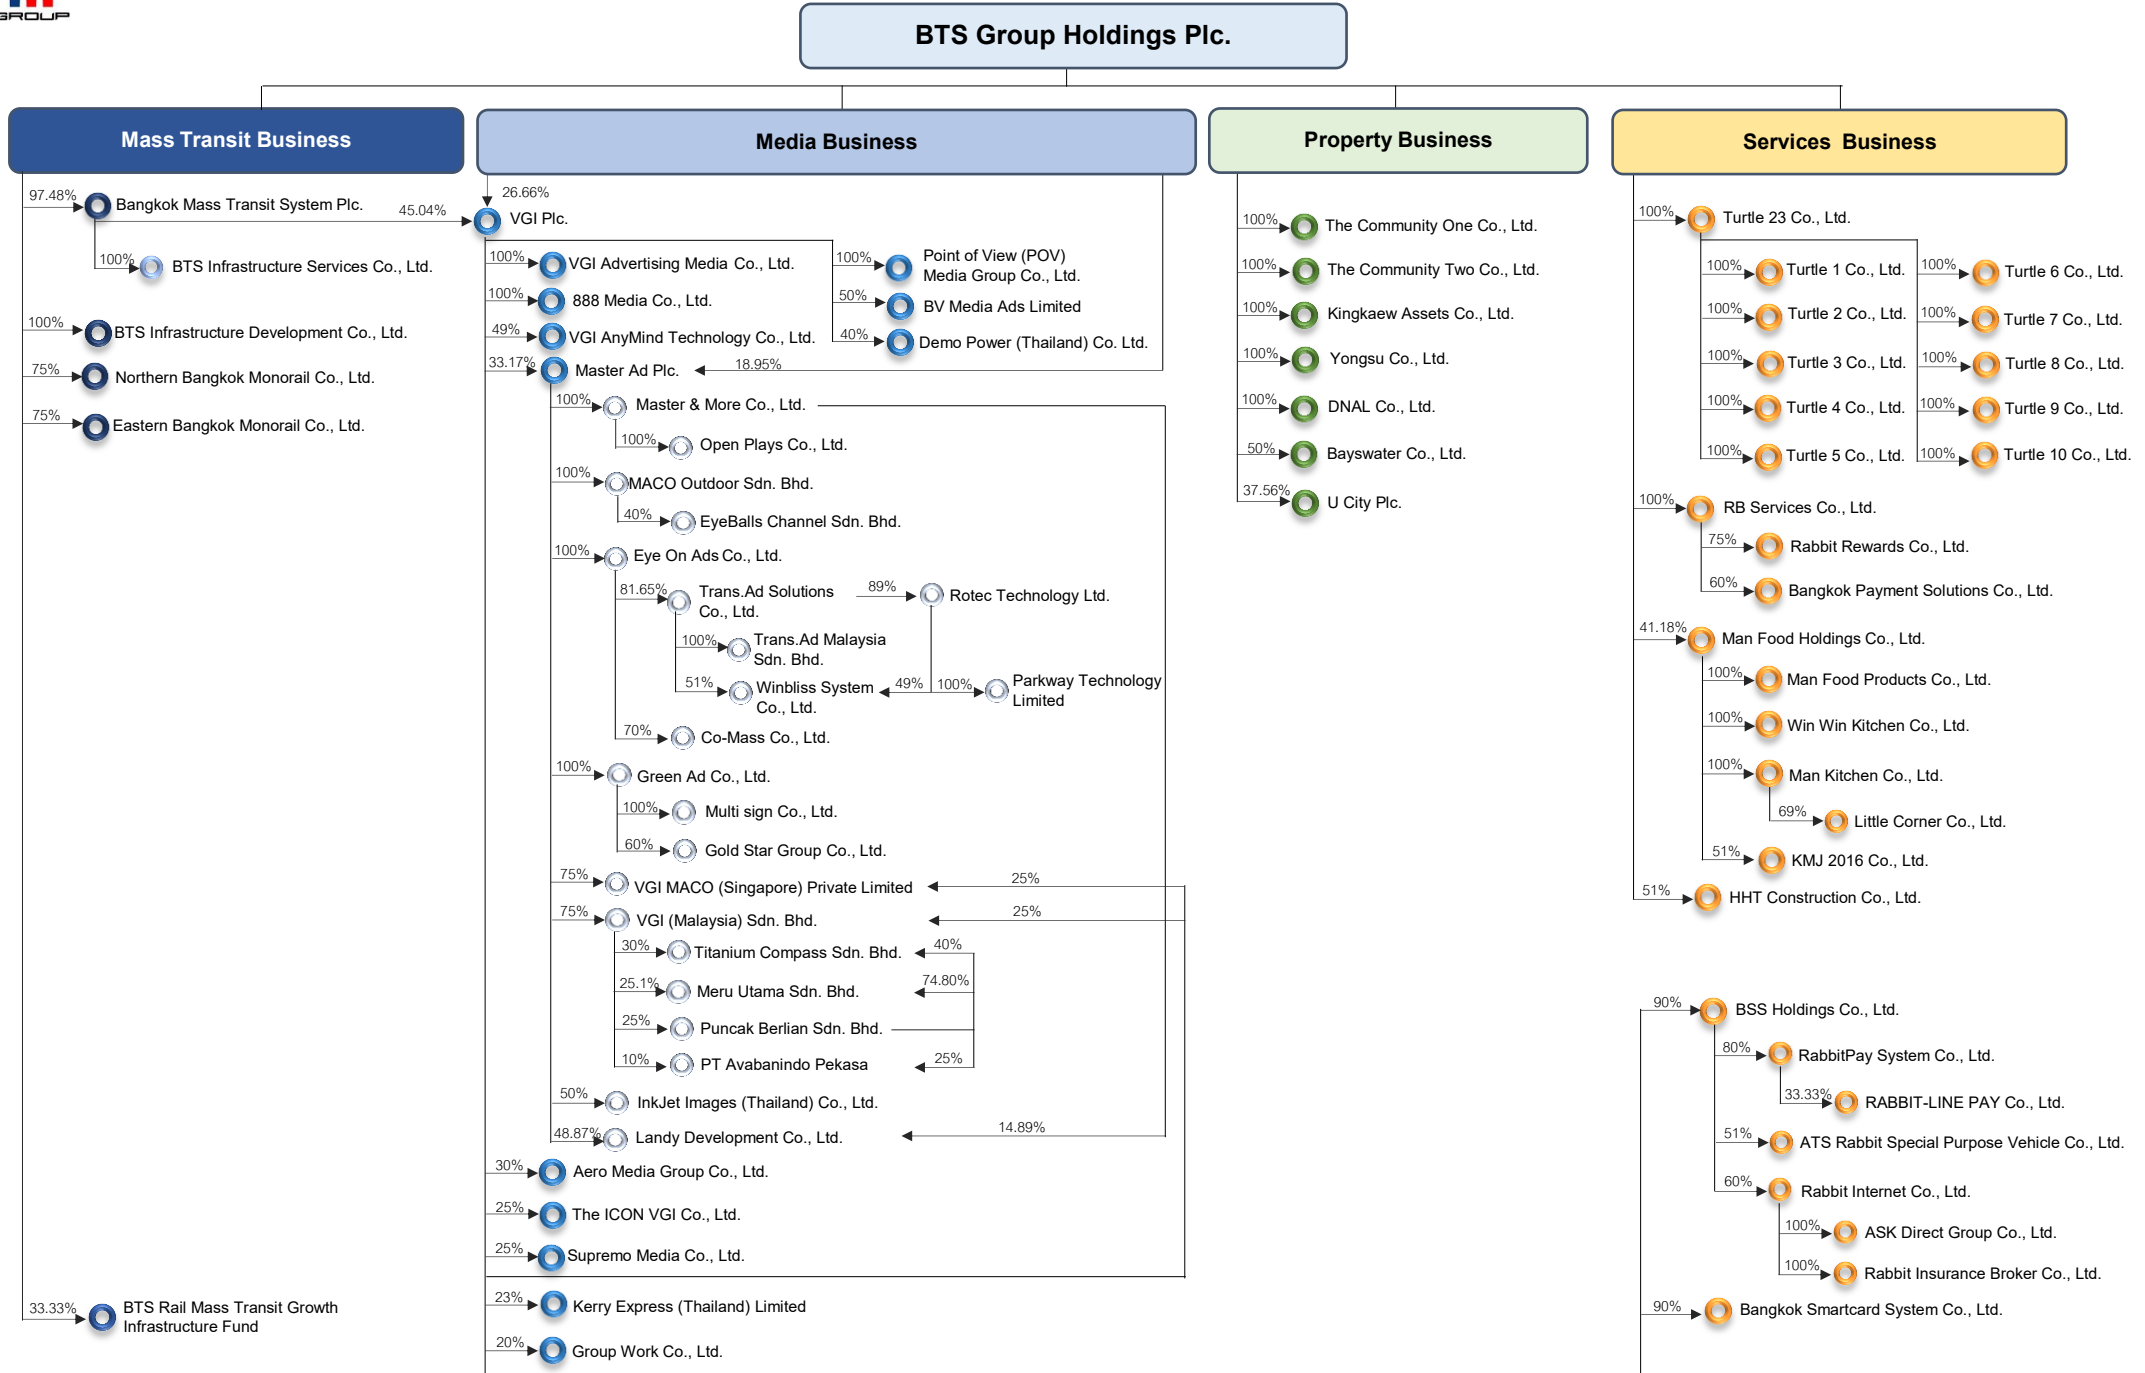 GROUP
BTS Group Holdings Plc.
Mass Transit Business
97.48%
Bangkok Mass Transit System Plc.
45.04%
100%
BTS Infrastructure Services Co., Ltd.
100%
BTS Infrastructure Development Co., Ltd.
75%
Northern Bangkok Monorail Co., Ltd.
75%
Eastern Bangkok Monorail Co., Ltd.
33.33%
BTS Rail Mass Transit Growth
Infrastructure Fund
Media Business
26.66%
VGI Plc.
100%
VGI Advertising Media Co., Ltd.
100%
888 Media Co., Ltd.
49%
VGI AnyMind Technology Co., Ltd.
100%
Point of View (POV)
Media Group Co., Ltd.
50%
BV Media Ads Limited
40%
Demo Power (Thailand) Co. Ltd.
33.17%
Master Ad Plc.
18.95%
100%
Master & More Co., Ltd.
100%
Open Plays Co., Ltd.
100%
MACO Outdoor Sdn. Bhd.
40%
EyeBalls Channel Sdn. Bhd.
100%
Eye On Ads Co., Ltd.
81.65%
Trans.Ad Solutions
Co., Ltd.
89%
Rotec Technology Ltd.
100%
Trans.Ad Malaysia
Sdn. Bhd.
51%
Winbliss System
Co., Ltd.
49%
100%
Parkway Technology
Limited
70%
Co-Mass Co., Ltd.
100%
Green Ad Co., Ltd.
100%
Multi sign Co., Ltd.
60%
Gold Star Group Co., Ltd.
75%
VGI MACO (Singapore) Private Limited
25%
75%
VGI (Malaysia) Sdn. Bhd.
25%
30%
Titanium Compass Sdn. Bhd.
40%
25.1%
Meru Utama Sdn. Bhd.
74.80%
25%
Puncak Berlian Sdn. Bhd.
10%
PT Avabanindo Pekasa
25%
50%
InkJet Images (Thailand) Co., Ltd.
48.87%
Landy Development Co., Ltd.
14.89%
30%
Aero Media Group Co., Ltd.
25%
The ICON VGI Co., Ltd.
25%
Supremo Media Co., Ltd.
23%
Kerry Express (Thailand) Limited
20%
Group Work Co., Ltd.
Property Business
100%
The Community One Co., Ltd.
100%
The Community Two Co., Ltd.
100%
Kingkaew Assets Co., Ltd.
100%
Yongsu Co., Ltd.
100%
DNAL Co., Ltd.
50%
Bayswater Co., Ltd.
37.56%
U City Plc.
Services Business
100%
Turtle 23 Co., Ltd.
100%
Turtle 1 Co., Ltd.
100%
Turtle 6 Co., Ltd.
100%
Turtle 2 Co., Ltd.
100%
Turtle 7 Co., Ltd.
100%
Turtle 3 Co., Ltd.
100%
Turtle 8 Co., Ltd.
100%
Turtle 4 Co., Ltd.
100%
Turtle 9 Co., Ltd.
100%
Turtle 5 Co., Ltd.
100%
Turtle 10 Co., Ltd.
100%
RB Services Co., Ltd.
75%
Rabbit Rewards Co., Ltd.
60%
Bangkok Payment Solutions Co., Ltd.
41.18%
Man Food Holdings Co., Ltd.
100%
Man Food Products Co., Ltd.
100%
Win Win Kitchen Co., Ltd.
100%
Man Kitchen Co., Ltd.
69%
Little Corner Co., Ltd.
51%
KMJ 2016 Co., Ltd.
51%
HHT Construction Co., Ltd.
90%
BSS Holdings Co., Ltd.
80%
RabbitPay System Co., Ltd.
33.33%
RABBIT-LINE PAY Co., Ltd.
51%
ATS Rabbit Special Purpose Vehicle Co., Ltd.
60%
Rabbit Internet Co., Ltd.
100%
ASK Direct Group Co., Ltd.
100%
Rabbit Insurance Broker Co., Ltd.
90%
Bangkok Smartcard System Co., Ltd.